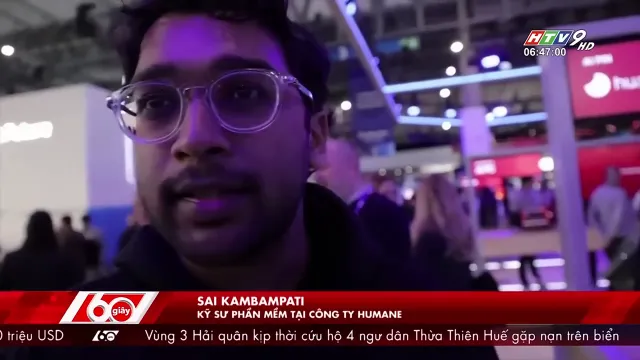 HTV9 HD
06:47:00
hu
SAI KAMBAMPATI
KỸ SƯ PHẦN MỀM TẠI CÔNG TY HUMANE
60 giây
0 triệu USD Vùng 3 Hải quân kịp thời cứu hộ 4 ngư dân Thừa Thiên Huế gặp nạn trên biển